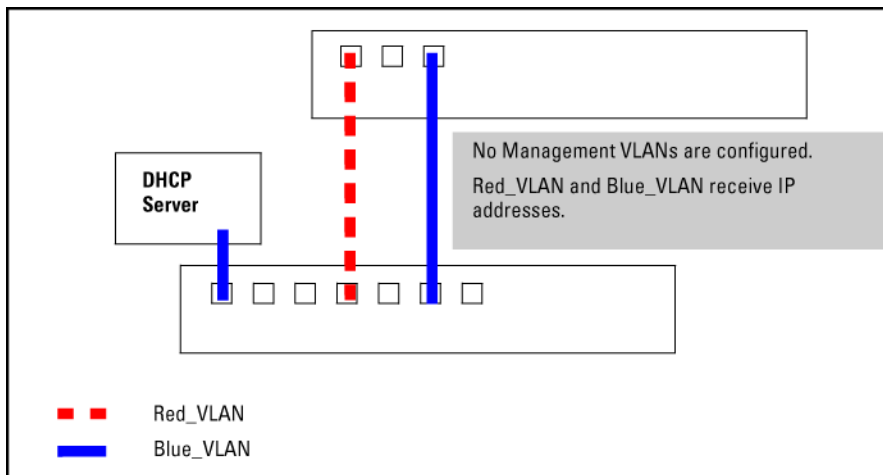 No Management VLANs are configured.
Red_VLAN and Blue_VLAN receive IP
addresses.
DHCP
Server
Red_VLAN
Blue_VLAN